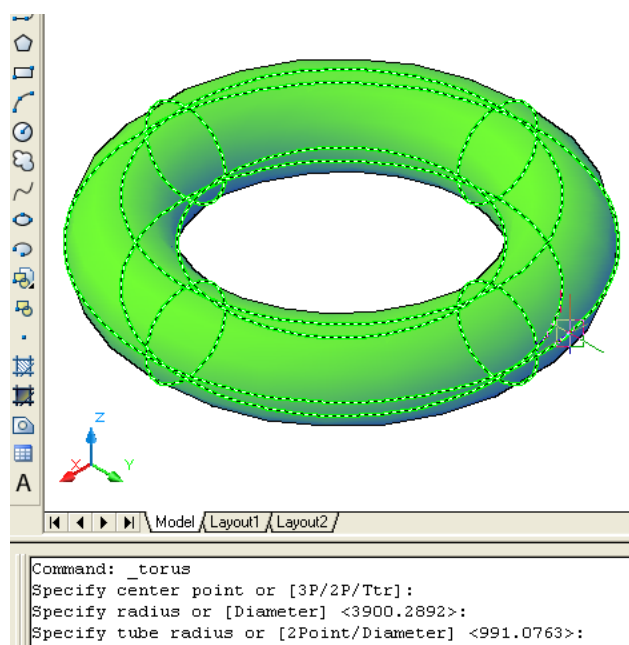 A
Z
X
Y
Model Layout1 Layout2
Command: _torus
Specify center point or [3P/2P/Ttr]:
Specify radius or [Diameter] <3900.2892>:
Specify tube radius or [2Point/Diameter] <991.0763>: